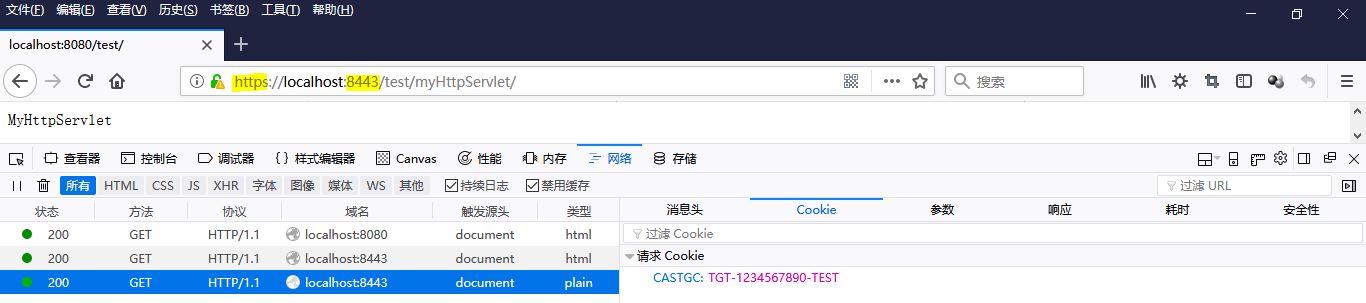 文件(F) 编辑(E) 查看(V) 历史(S) 书签(B) 工具(T) 帮助(H)
localhost:8080/test/
https://localhost:8443/test/myHttpServlet/ 搜索
MyHttpServlet
查看器 控制台 调试器 { } 样式编辑器 Canvas 性能 内存 网络 存储
所有 HTML CSS JS XHR 字体 图像 媒体 WS 其他 持续日志 禁用缓存 过滤 URL
状态 方法 协议 域名 触发源头 类型 消息头 Cookie 参数 响应 耗时 安全性
200 GET HTTP/1.1 localhost:8080 document html 过滤 Cookie
200 GET HTTP/1.1 localhost:8443 document html 请求 Cookie
200 GET HTTP/1.1 localhost:8443 document plain CASTGC: TGT-1234567890-TEST